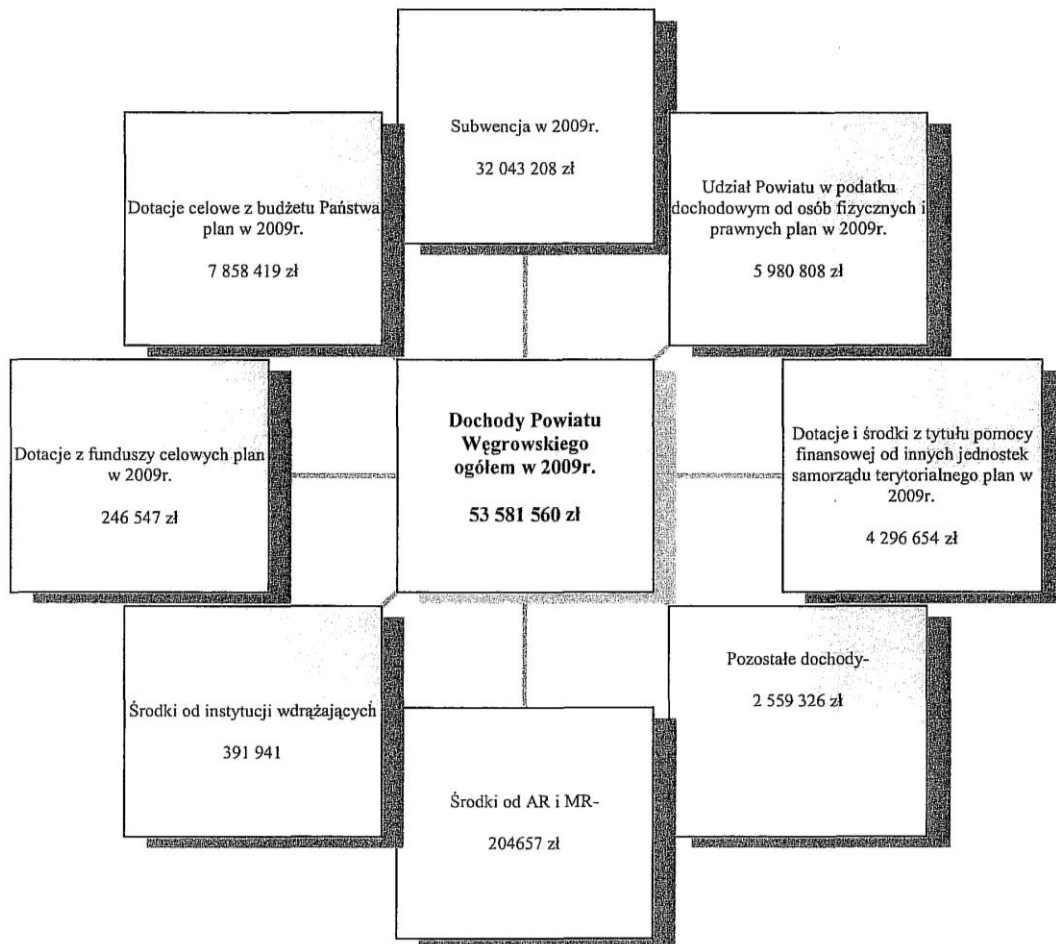 Subwencja w 2009r.
32 043 208 zł
Dotacje celowe z budżetu Państwa
plan w 2009r.
7 858 419 zł
Udział Powiatu w podatku
dochodowym od osób fizycznych i
prawnych plan w 2009r.
5 980 808 zł
Dotacje z funduszy celowych plan
w 2009r.
246 547 zł
Dochody Powiatu
Węgrowskiego
ogółem w 2009r.
53 581 560 zł
Dotacje i środki z tytułu pomocy
finansowej od innych jednostek
samorządu terytorialnego plan w
2009r.
4 296 654 zł
Środki od instytucji wdrążających
391 941
Środki od AR i MR-
204657 zł
Pozostałe dochody-
2 559 326 zł